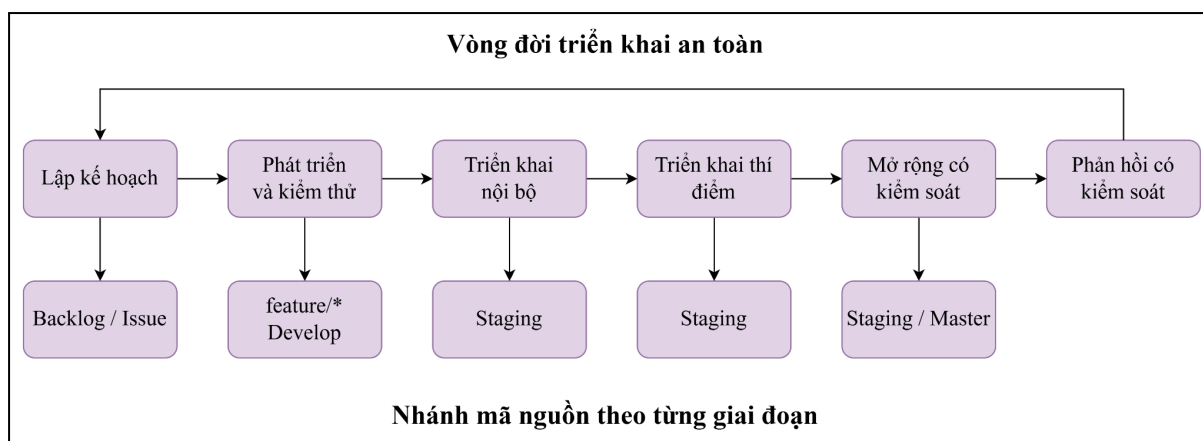 Vòng đời triển khai an toàn
Lập kế hoạch
Phát triển
và kiểm thử
Triển khai
nội bộ
Triển khai thí
điểm
Mở rộng có
kiểm soát
Phản hồi có
kiểm soát
Backlog / Issue
feature/*
Develop
Staging
Staging
Staging / Master
Nhánh mã nguồn theo từng giai đoạn